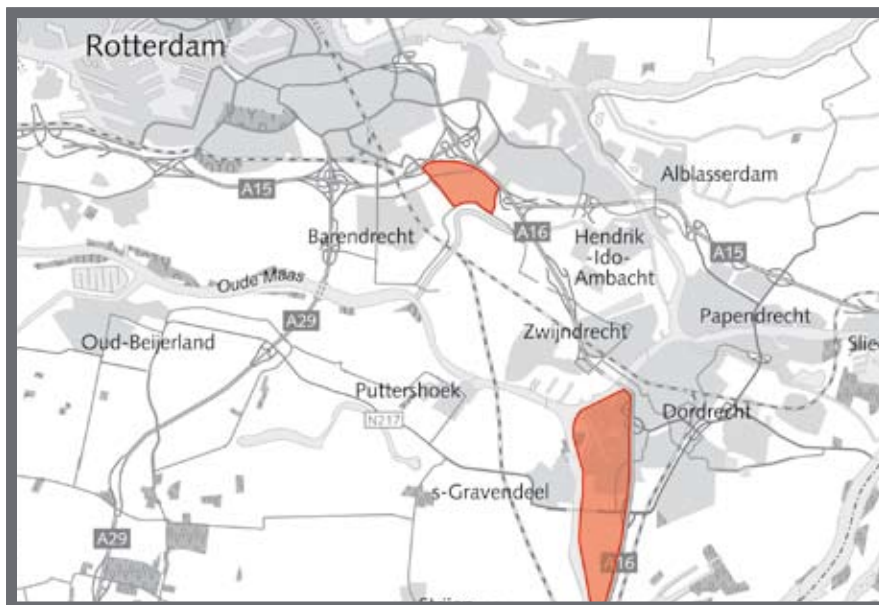 Rotterdam
Alblasserdam
A15
Barendrecht
A16
Hendrik
-Ido-
Ambacht
A15
Oude Maas
A29
Papendrecht
Oud-Beijerland
Zwijndrecht
Slie
Puttershoek
N217
Dordrecht
s-Gravendeel
A29
A16